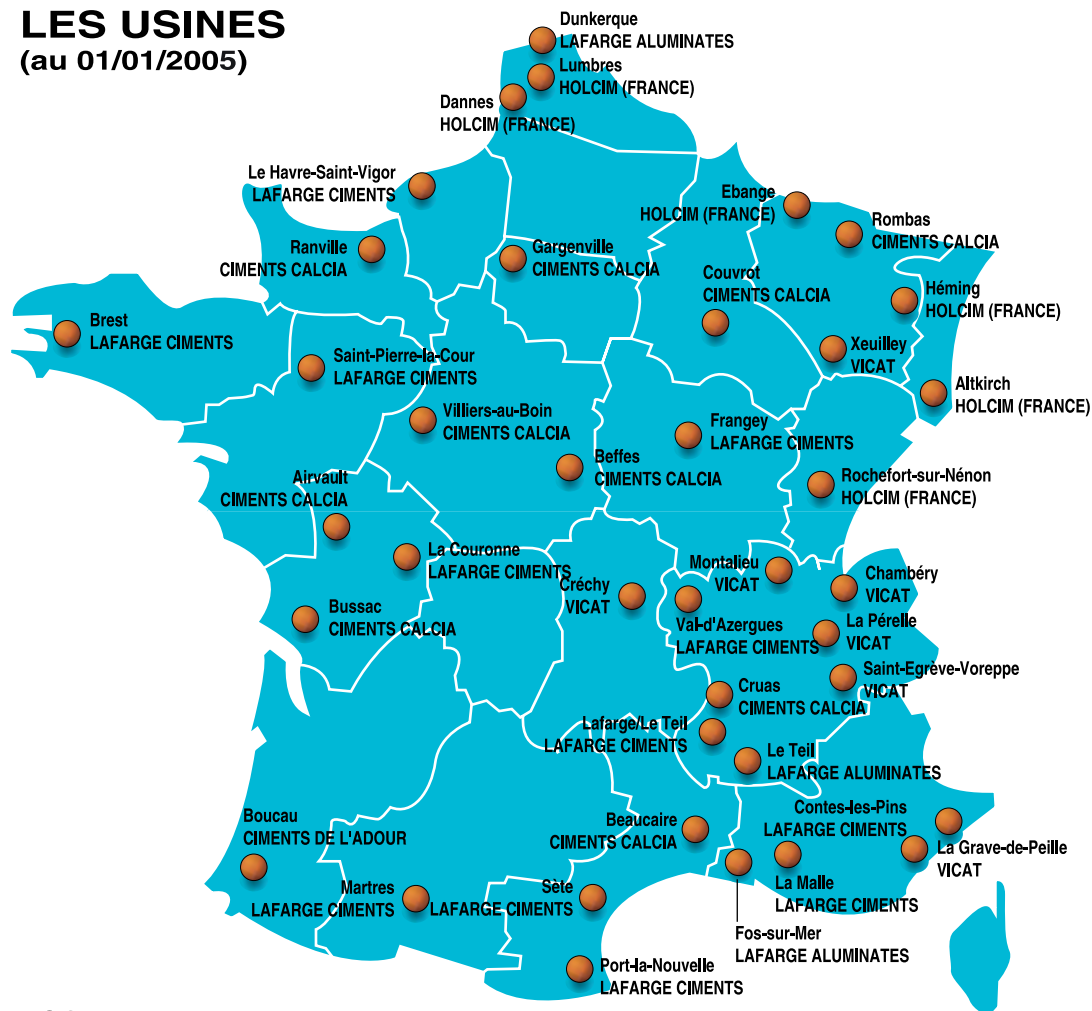 LES USINES
(au 01/01/2005)
Dunkerque
LAFARGE ALUMINATES
Lumbres
HOLCIM (FRANCE)
Dannes
HOLCIM (FRANCE)
Le Havre-Saint-Vigor
LAFARGE CIMENTS
Ebange
HOLCIM (FRANCE)
Rombas
CIMENTS CALCIA
Ranville
CIMENTS CALCIA
Gargenville
CIMENTS CALCIA
Couvrot
CIMENTS CALCIA
Héming
HOLCIM (FRANCE)
Brest
LAFARGE CIMENTS
Saint-Pierre-la-Cour
LAFARGE CIMENTS
Xeuilley
VICAT
Altkirch
HOLCIM (FRANCE)
Villiers-au-Boin
CIMENTS CALCIA
Frangey
LAFARGE CIMENTS
Beffes
CIMENTS CALCIA
Airvault
CIMENTS CALCIA
Rochefort-sur-Nénon
HOLCIM (FRANCE)
La Couronne
LAFARGE CIMENTS
Montalieu
VICAT
Chambéry
VICAT
Créchy
VICAT
Bussac
CIMENTS CALCIA
Val-d'Azergues
LAFARGE CIMENTS
La Pérelle
VICAT
Saint-Egrève-Voreppe
VICAT
Cruas
CIMENTS CALCIA
Lafarge/Le Teil
LAFARGE CIMENTS
Le Teil
LAFARGE ALUMINATES
Boucau
CIMENTS DE L'ADOUR
Beaucaire
CIMENTS CALCIA
Contes-les-Pins
LAFARGE CIMENTS
La Grave-de-Peille
VICAT
Martres
LAFARGE CIMENTS
Sète
LAFARGE CIMENTS
La Malle
LAFARGE CIMENTS
Fos-sur-Mer
LAFARGE ALUMINATES
Port-la-Nouvelle
LAFARGE CIMENTS